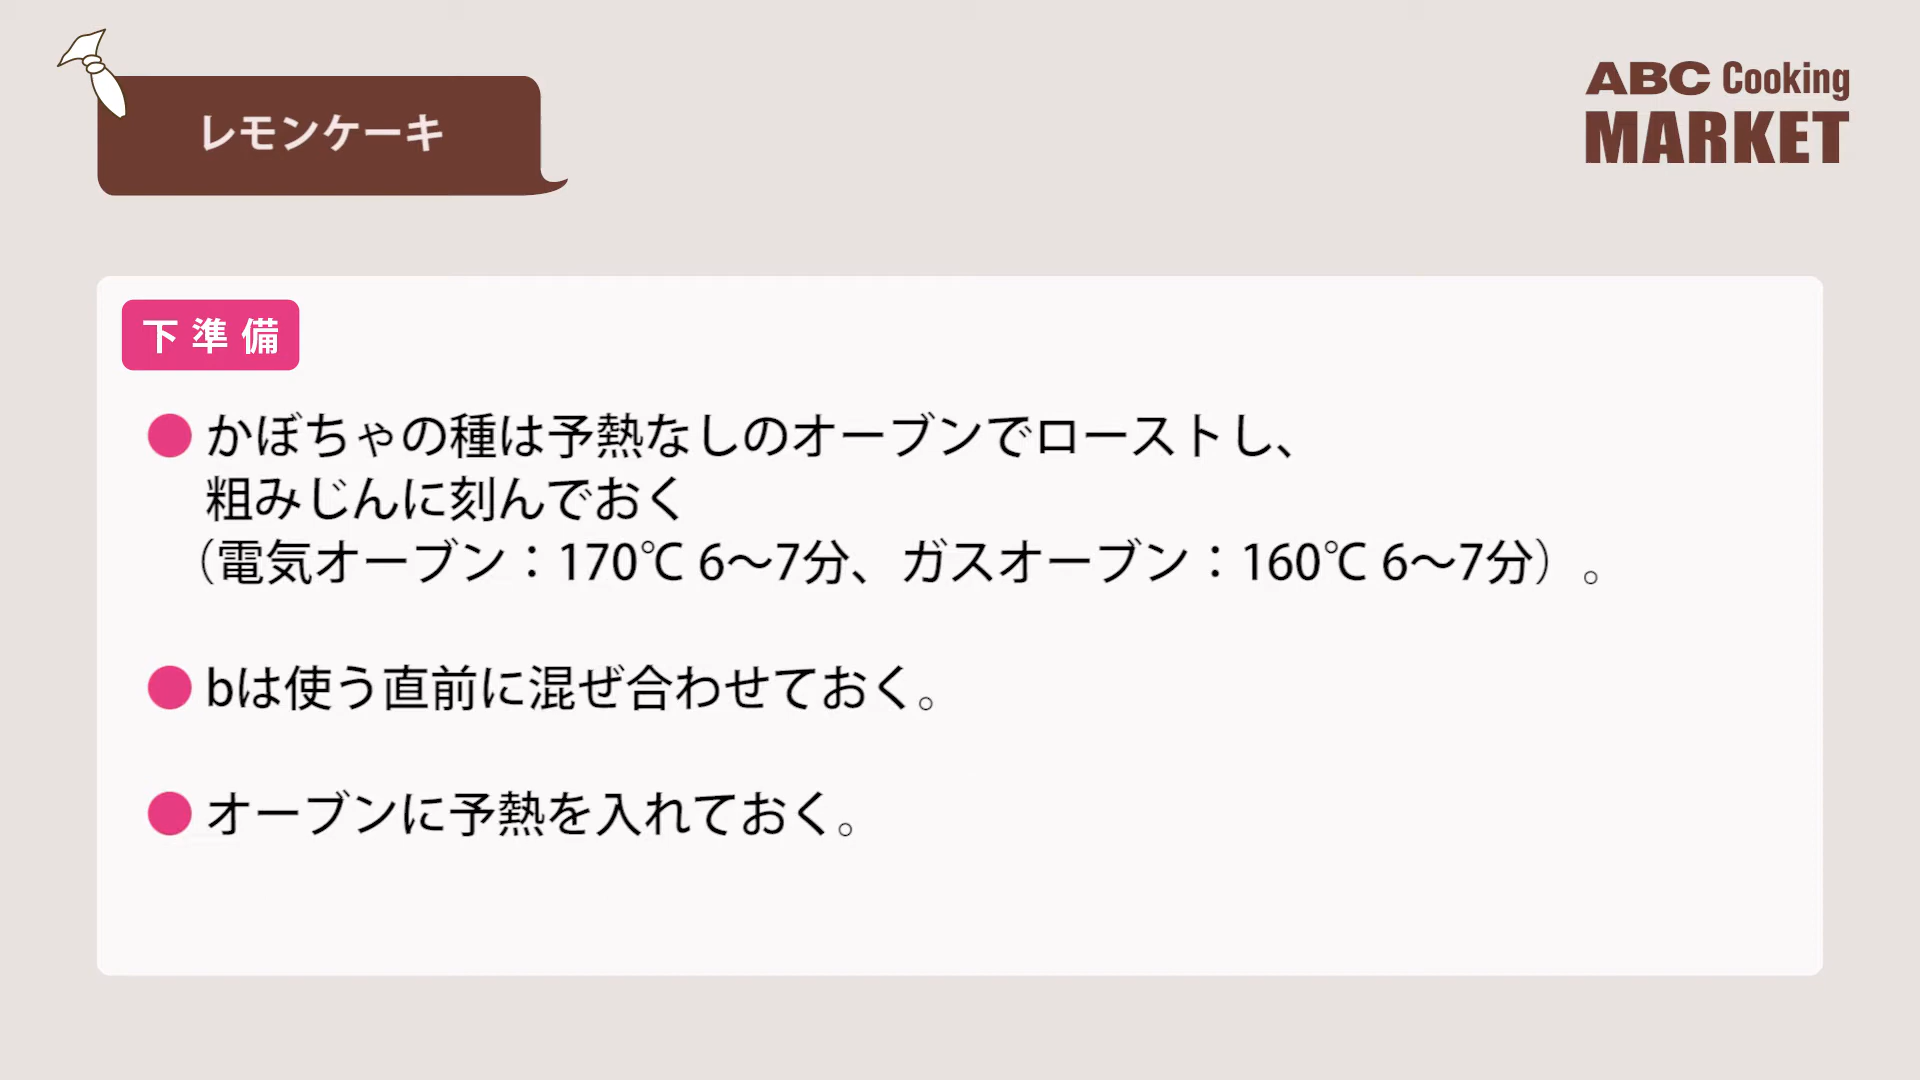 レモンケーキ
ABC Cooking
MARKET
下準備
●かぼちゃの種は予熱なしのオーブンでローストし、
粗みじんに刻んでおく
（電気オーブン：170℃ 6〜7分、ガスオーブン：160℃ 6〜7分）。
●bは使う直前に混ぜ合わせておく。
●オーブンに予熱を入れておく。